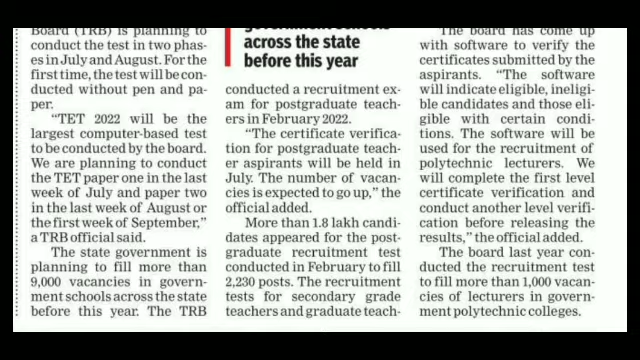 Board (TRB) is planning to
conduct the test in two phas-
es in July and August. For the
first time, the test will be con-
ducted without pen and pa-
per.
"TET 2022 will be the
largest computer-based test
to be conducted by the board.
We are planning to conduct
the TET paper one in the last
week of July and paper two
in the last week of August or
the first week of September,"
a TRB official said.
The state government is
planning to fill more than
9,000 vacancies in govern-
ment schools across the state
before this year. The TRB
government schools
across the state
before this year
conducted a recruitment ex-
am for postgraduate teach-
ers in February 2022.
"The certificate verifica-
tion for postgraduate teach-
er aspirants will be held in
July. The number of vacan-
cies is expected to go up," the
official added.
More than 1.8 lakh candi-
dates appeared for the post-
graduate recruitment test
conducted in February to fill
2,230 posts. The recruitment
tests for secondary grade
teachers and graduate teach-
The board has come up
with software to verify the
certificates submitted by the
aspirants. "The software
will indicate eligible, ineligi-
ble candidates and those eli-
gible with certain condi-
tions. The software will be
used for the recruitment of
polytechnic lecturers. We
will complete the first level
certificate verification and
conduct another level verifi-
cation before releasing the
results," the official added.
The board last year con-
ducted the recruitment test
to fill more than 1,000 vacan-
cies of lecturers in govern-
ment polytechnic colleges.